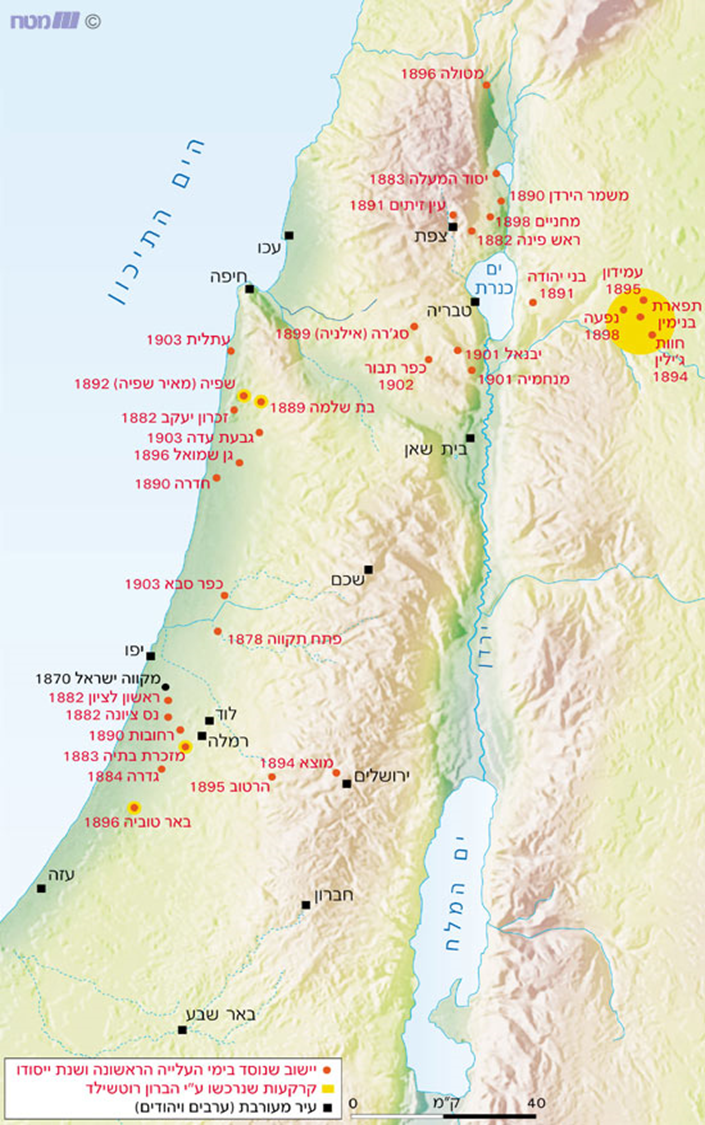 מטח ©
מטולה 1896
הים התיכון
יסוד המעלה 1883
משמר הירדן 1890
עין זיתים 1891
מחניים 1898
צפת
ראש פינה 1882
עכו
ים
כנרת
חיפה
בני יהודה
1891
עמידון
1895
תפארת
בנימין
נפעה
1898
חוות
ג'ילין
1894
טבריה
סג'רה (אילניה) 1899
עתלית 1903
יבנאל 1901
כפר תבור
1902
מנחמיה 1901
שפיה (מאיר שפיה) 1892
בת שלמה 1889
זכרון יעקב 1882
גבעת עדה 1903
בית שאן
גן שמואל 1896
חדרה 1890
שכם
כפר סבא 1903
פתח תקווה 1878
ירדן
יפו
מקווה ישראל 1870
ראשון לציון 1882
נס ציונה 1882
לוד
רחובות 1890
רמלה
מזכרת בתיה 1883
מוצא 1894
ירושלים
גדרה 1884
הרטוב 1895
באר טוביה 1896
ים המלח
עזה
חברון
באר שבע
יישוב שנוסד בימי העלייה הראשונה ושנת ייסודו
קרקעות שנרכשו ע"י הברון רוטשילד
עיר מעורבת (ערבים ויהודים)
0 ק"מ 40